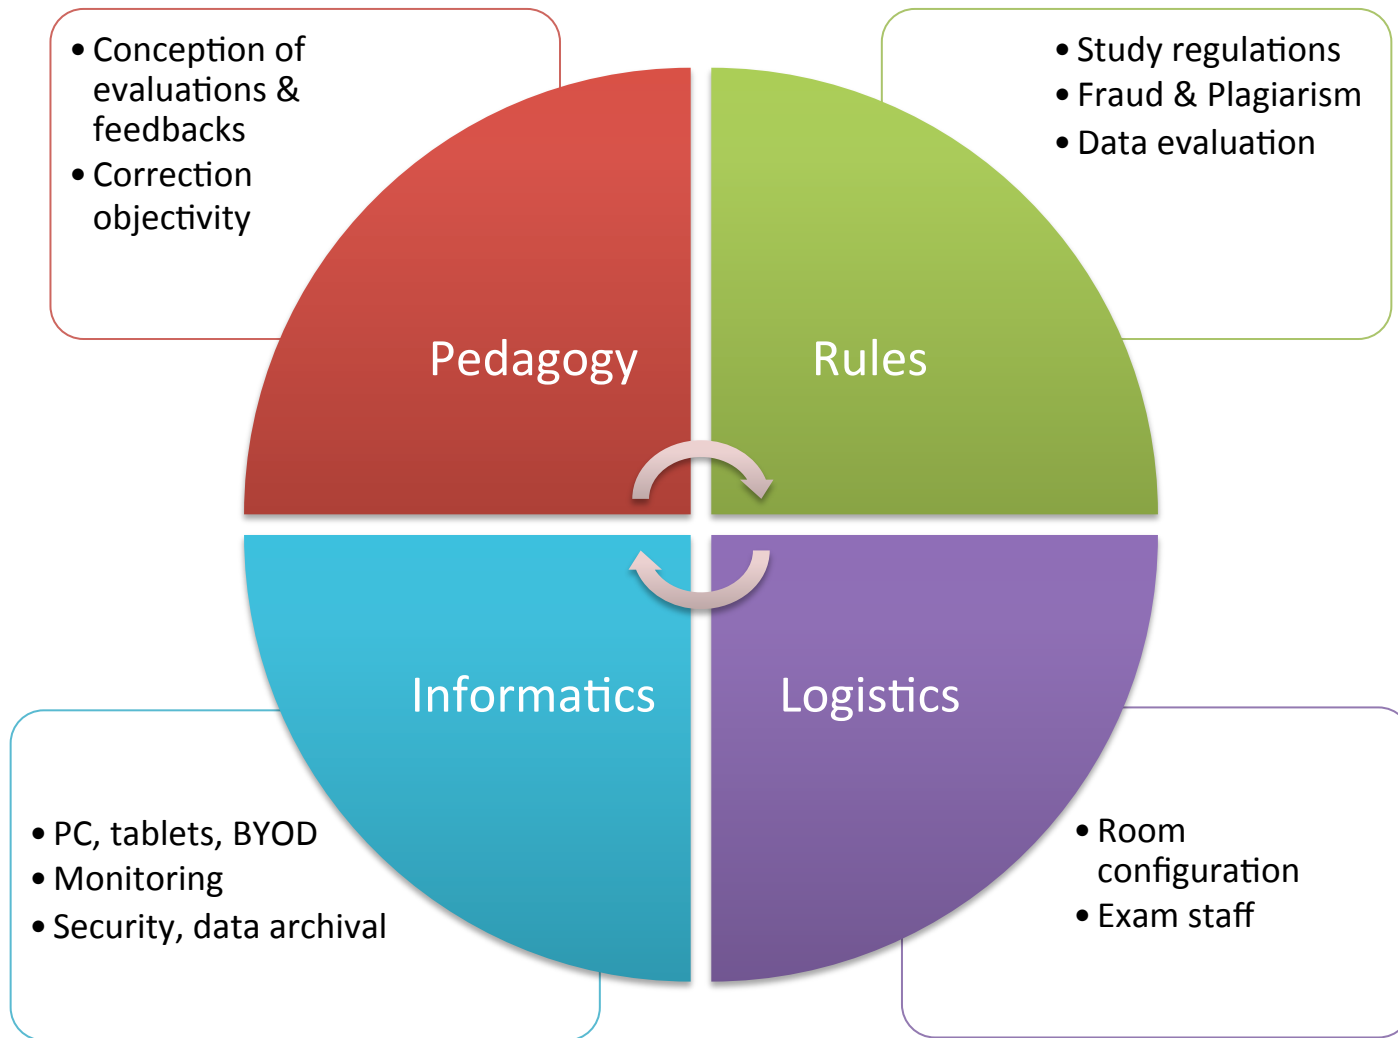 • Conception of
evaluations &
feedbacks
• Correction
objectivity
• Study regulations
• Fraud & Plagiarism
• Data evaluation
Pedagogy
Rules
Informatics
Logistics
• PC, tablets, BYOD
• Monitoring
• Security, data archival
• Room
configuration
• Exam staff